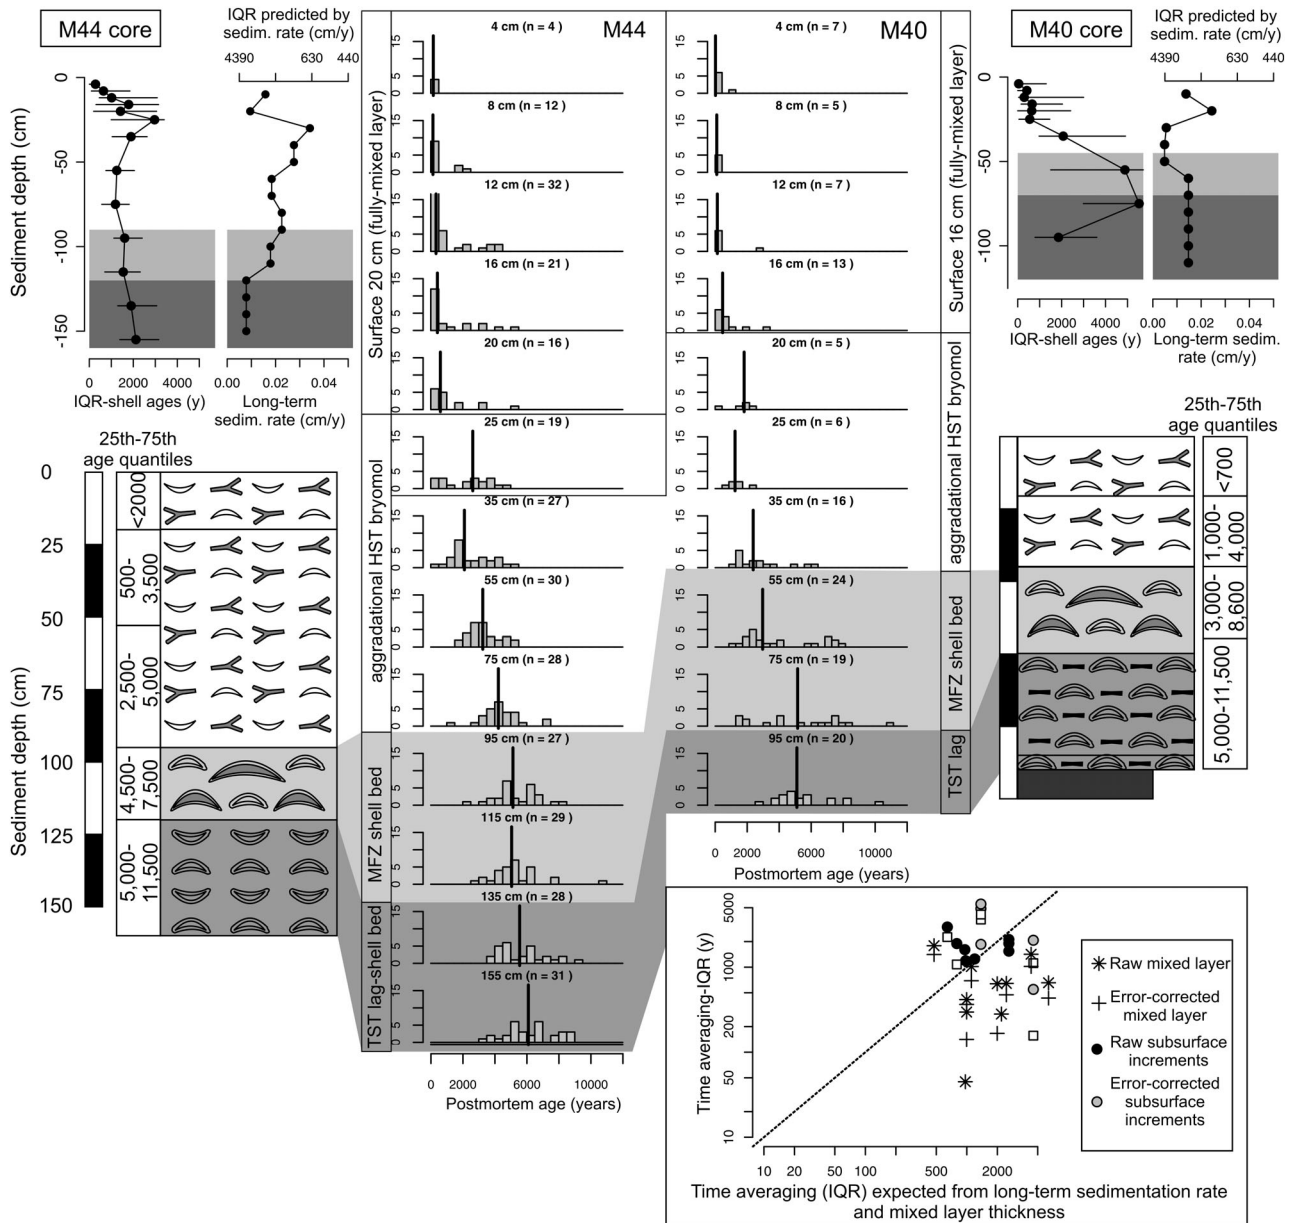 M44 core
IQR predicted by
sedim. rate (cm/y)
4390 630 440
0
-50
-100
-150
Sediment depth (cm)
0 2000 4000
IQR-shell ages (y)
0.00 0.02 0.04
Long-term
sedim. rate (cm/y)
M44
Surface 20 cm (fully-mixed layer)
4 cm (n = 4 )
8 cm (n = 12 )
12 cm (n = 32 )
16 cm (n = 21 )
20 cm (n = 16 )
aggradational HST bryomol
25 cm (n = 19 )
35 cm (n = 27 )
55 cm (n = 30 )
75 cm (n = 28 )
MFZ shell bed
95 cm (n = 27 )
115 cm (n = 29 )
TST lag-shell bed
135 cm (n = 28 )
155 cm (n = 31 )
0 5 15
0 2000 6000 10000
Postmortem age (years)
M40
Surface 16 cm (fully-mixed layer)
4 cm (n = 7 )
8 cm (n = 5 )
12 cm (n = 7 )
16 cm (n = 13 )
aggradational HST bryomol
20 cm (n = 5 )
25 cm (n = 6 )
35 cm (n = 16 )
MFZ shell bed
55 cm (n = 24 )
75 cm (n = 19 )
TST lag
95 cm (n = 20 )
0 5 15
0 2000 6000 10000
Postmortem age (years)
M40 core
IQR predicted by
sedim. rate (cm/y)
4390 630 440
0
-50
-100
0 2000 4000
IQR-shell ages (y)
0.00 0.02 0.04
Long-term sedim.
rate (cm/y)
25th-75th
age quantiles
0
25
50
75
100
125
150
Sediment depth (cm)
<2000
500-
3,500
2,500-
5,000
4,500-
7,500
5,000-
11,500
25th-75th
age quantiles
<700
1,000-
4,000
3,000-
8,600
5,000-11,500
5000
1000
200
50
10
Time averaging-IQR (y)
10 20 50 100 500 2000
Time averaging (IQR) expected from long-term sedimentation rate
and mixed layer thickness
Raw mixed layer
Error-corrected
mixed layer
Raw subsurface
increments
Error-corrected
subsurface
increments